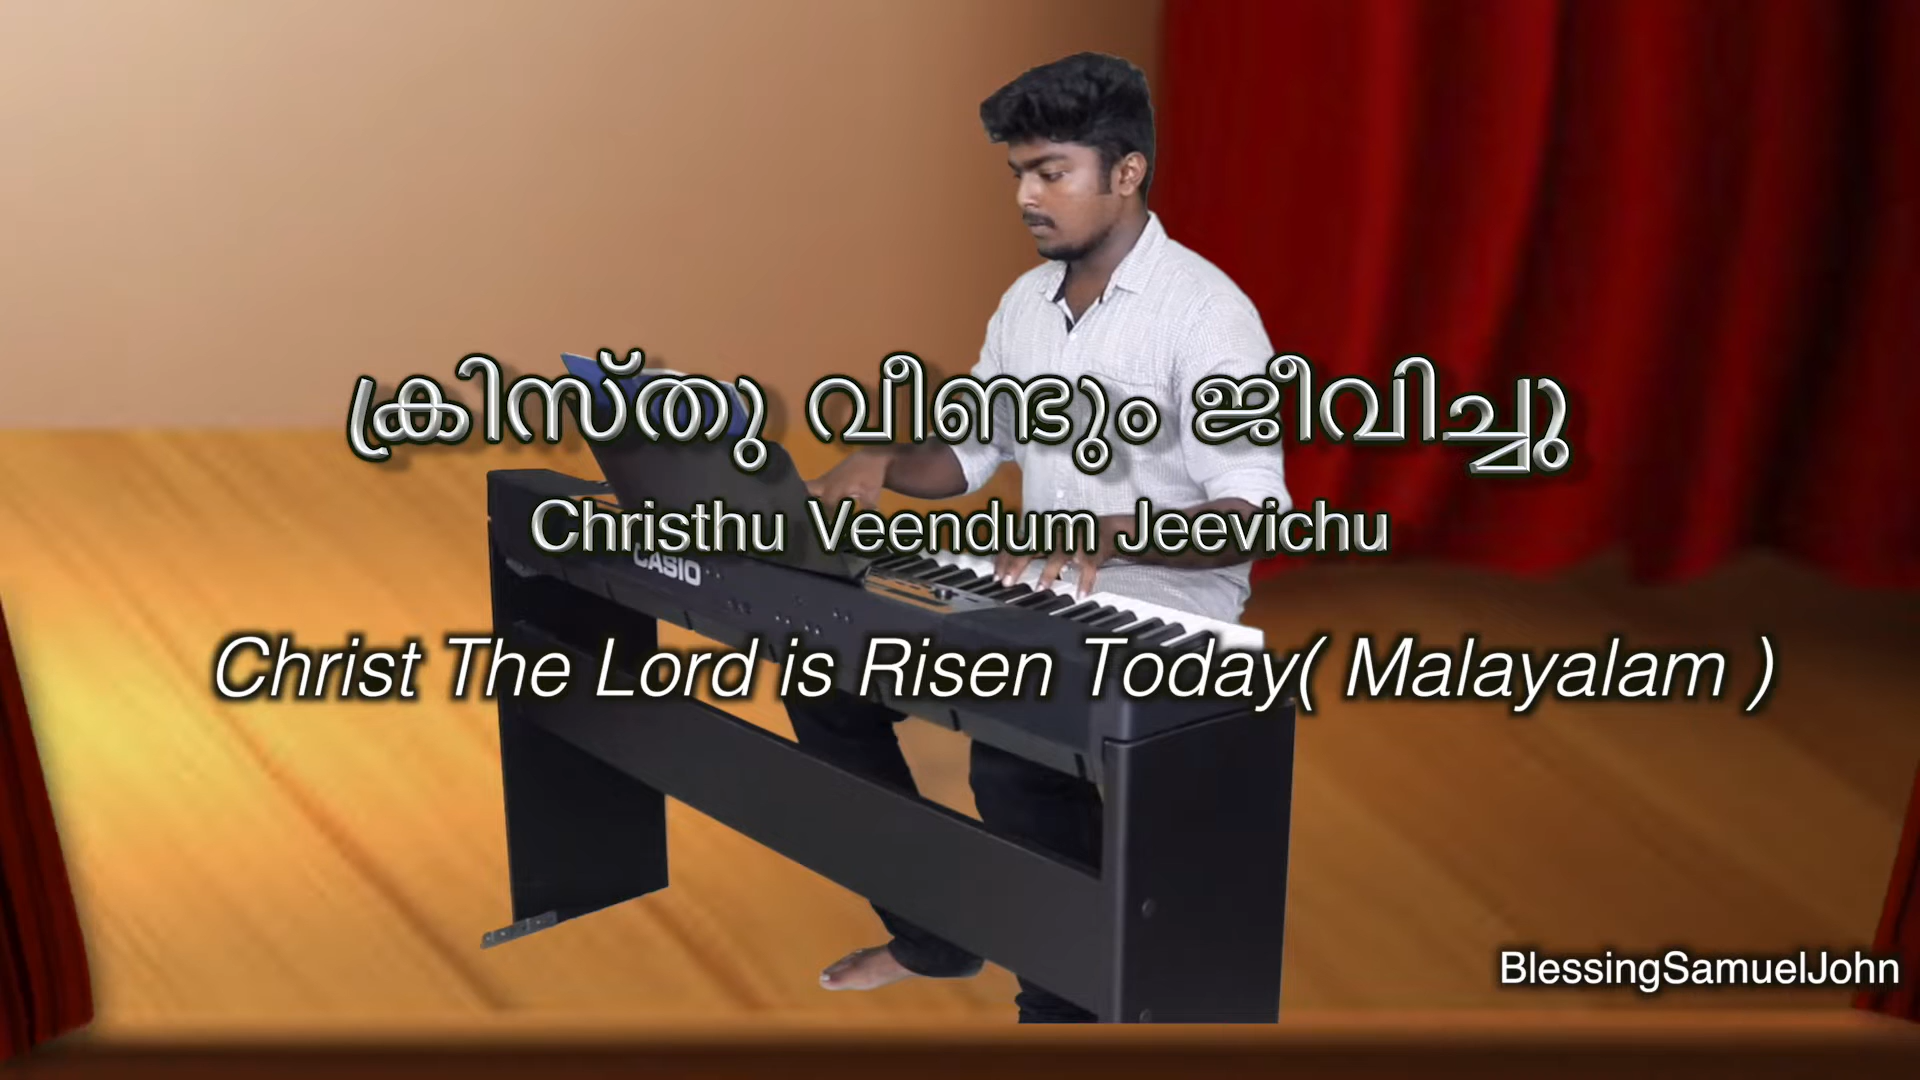 ക്രിസ്തു വീണ്ടും ജീവിച്ചു
Christhu Veendum Jeevichu
CASIO
Christ The Lord is Risen Today( Malayalam )
BlessingSamuelJohn